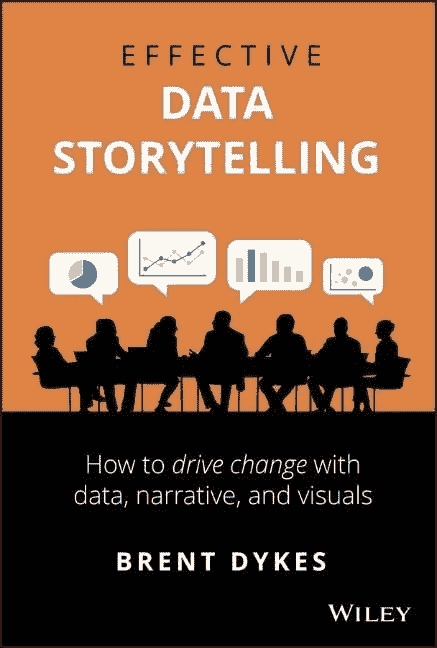 EFFECTIVE
DATA
STORYTELLING
How to drive change with
data, narrative, and visuals
BRENT DYKES
WILEY